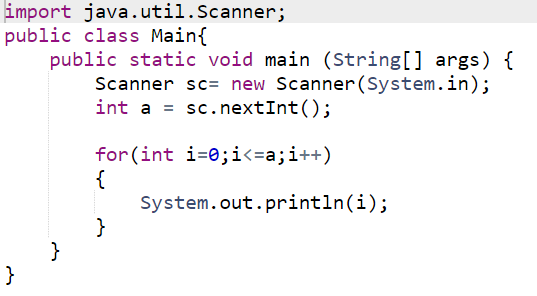 import java.util.Scanner;
public class Main{
    public static void main (String[] args) {
        Scanner sc= new Scanner(System.in);
        int a = sc.nextInt();

        for(int i=0;i<=a;i++)
        {
            System.out.println(i);
        }
    }
}